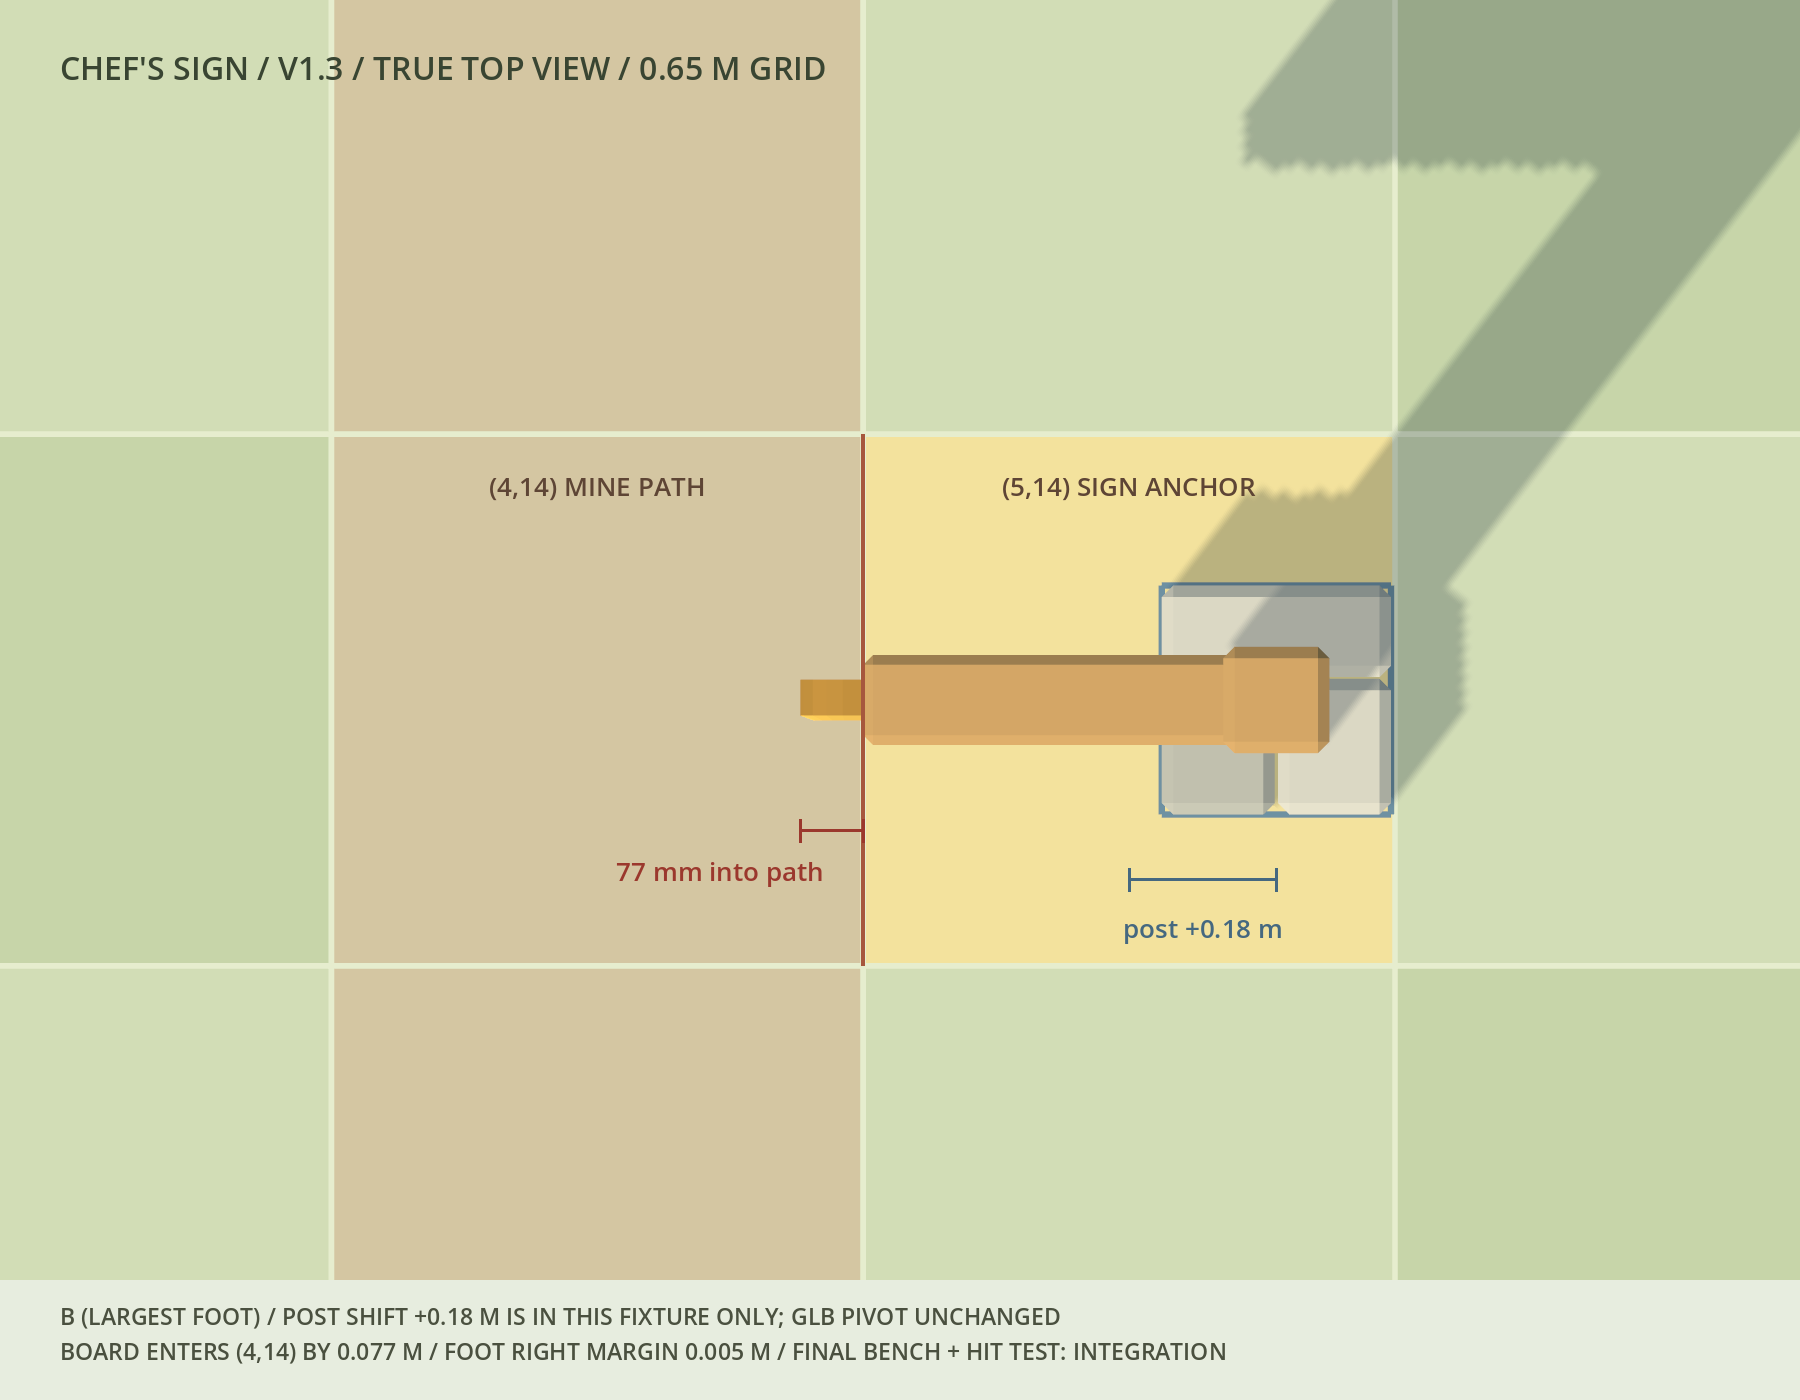 CHEF'S SIGN / V1.3 / TRUE TOP VIEW / 0.65 M GRID
(4,14) MINE PATH
(5,14) SIGN ANCHOR
77 mm into path
post +0.18 m
B (LARGEST FOOT) / POST SHIFT +0.18 M IS IN THIS FIXTURE ONLY; GLB PIVOT UNCHANGED
BOARD ENTERS (4,14) BY 0.077 M / FOOT RIGHT MARGIN 0.005 M / FINAL BENCH + HIT TEST: INTEGRATION